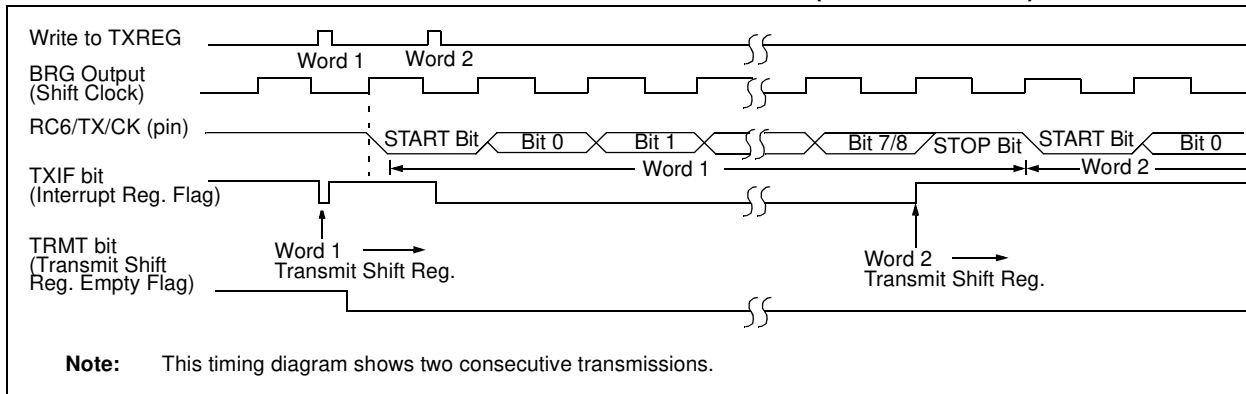 Write to TXREG
Word 1
Word 2
BRG Output
(Shift Clock)
RC6/TX/CK (pin)
START Bit
Bit 0
Bit 1
Bit 7/8
STOP Bit
START Bit
Bit 0
Word 1
Word 2
TXIF bit
(Interrupt Reg. Flag)
Word 1
Transmit Shift Reg.
Word 2
Transmit Shift Reg.
TRMT bit
(Transmit Shift
Reg. Empty Flag)
Note: This timing diagram shows two consecutive transmissions.